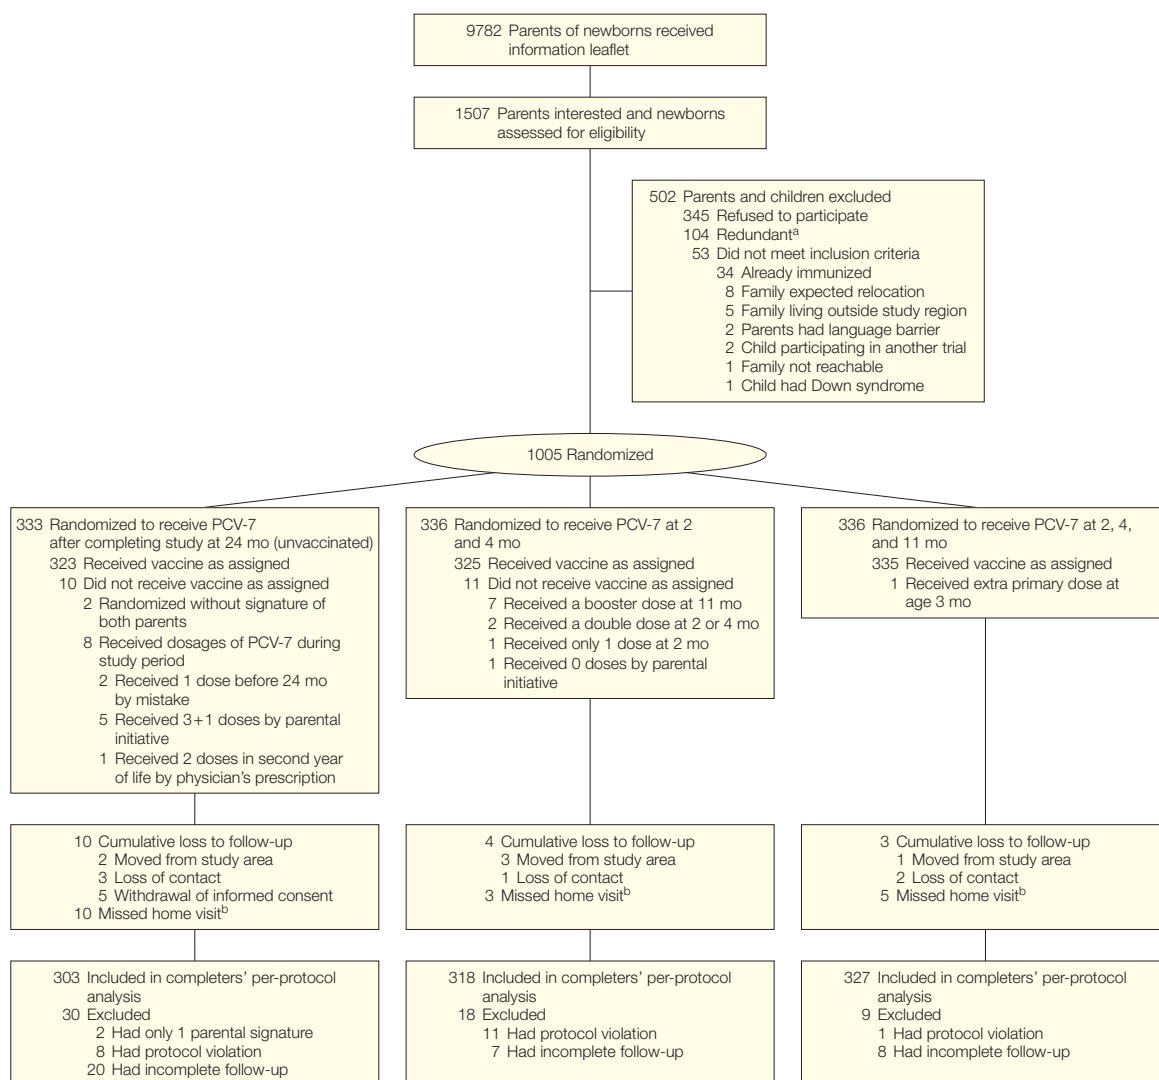 9782 Parents of newborns received
information leaflet
1507 Parents interested and newborns
assessed for eligibility
502 Parents and children excluded
345 Refused to participate
104 Redundantᵃ
53 Did not meet inclusion criteria
34 Already immunized
8 Family expected relocation
5 Family living outside study region
2 Parents had language barrier
2 Child participating in another trial
1 Family not reachable
1 Child had Down syndrome
1005 Randomized
333 Randomized to receive PCV-7
after completing study at 24 mo (unvaccinated)
323 Received vaccine as assigned
10 Did not receive vaccine as assigned
2 Randomized without signature of
both parents
8 Received dosages of PCV-7 during
study period
2 Received 1 dose before 24 mo
by mistake
5 Received 3+1 doses by parental
initiative
1 Received 2 doses in second year
of life by physician's prescription
336 Randomized to receive PCV-7 at 2
and 4 mo
325 Received vaccine as assigned
11 Did not receive vaccine as assigned
7 Received a booster dose at 11 mo
2 Received a double dose at 2 or 4 mo
1 Received only 1 dose at 2 mo
1 Received 0 doses by parental
initiative
336 Randomized to receive PCV-7 at 2, 4,
and 11 mo
335 Received vaccine as assigned
1 Received extra primary dose at
age 3 mo
10 Cumulative loss to follow-up
2 Moved from study area
3 Loss of contact
5 Withdrawal of informed consent
10 Missed home visitᵇ
4 Cumulative loss to follow-up
3 Moved from study area
1 Loss of contact
3 Missed home visitᵇ
3 Cumulative loss to follow-up
1 Moved from study area
2 Loss of contact
5 Missed home visitᵇ
303 Included in completers' per-protocol
analysis
30 Excluded
2 Had only 1 parental signature
8 Had protocol violation
20 Had incomplete follow-up
318 Included in completers' per-protocol
analysis
18 Excluded
11 Had protocol violation
7 Had incomplete follow-up
327 Included in completers' per-protocol
analysis
9 Excluded
1 Had protocol violation
8 Had incomplete follow-up